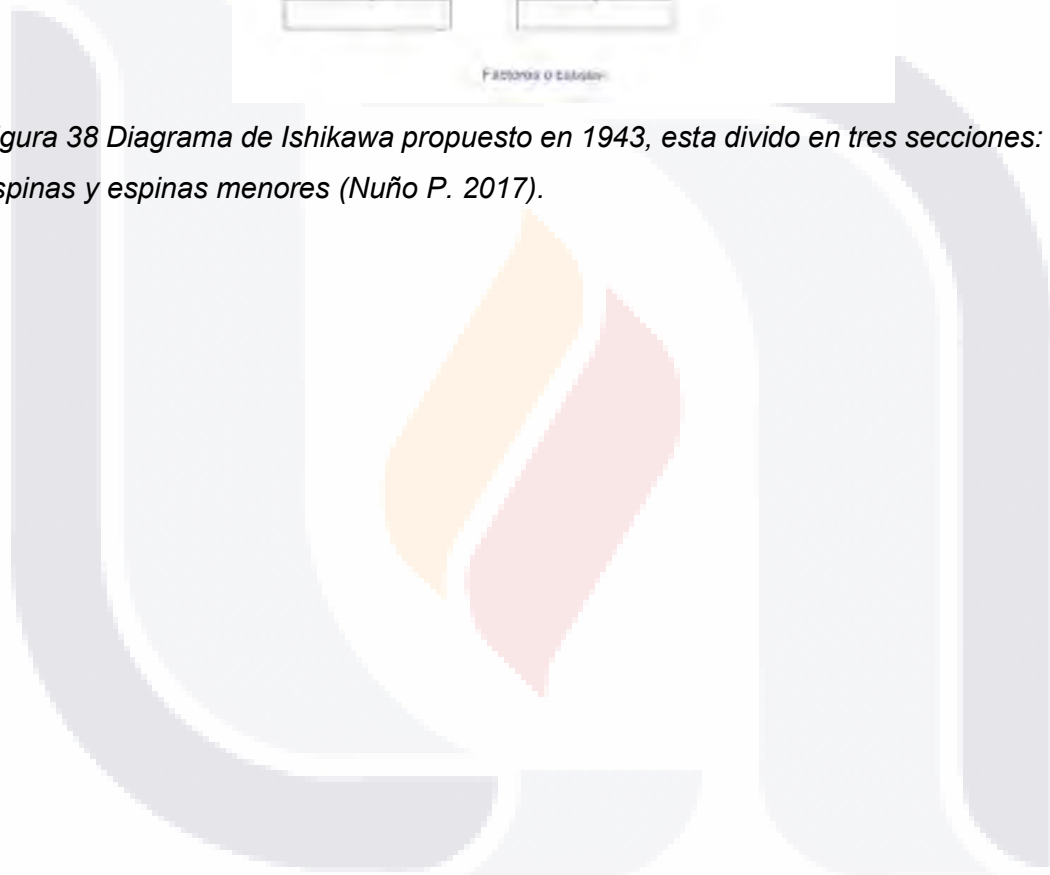 Factores o causas
igura 38 Diagrama de Ishikawa propuesto en 1943, esta divido en tres secciones:
spinas y espinas menores (Nuño P. 2017).